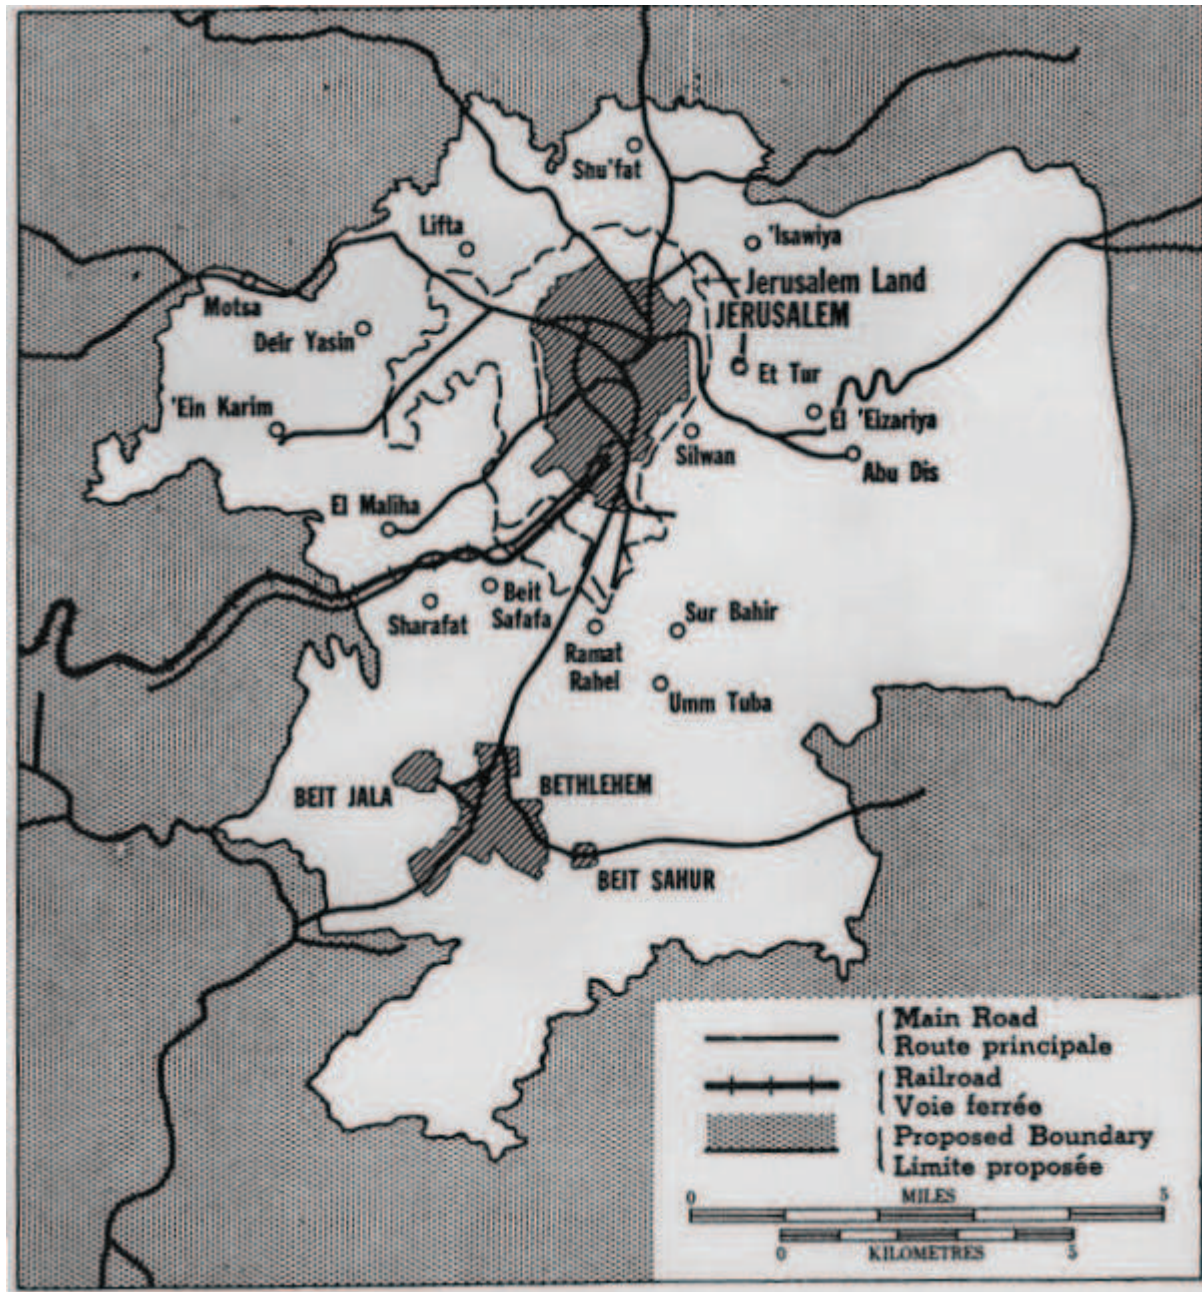 Shu'fat
Lifta
'Isawiya
Jerusalem Land
JERUSALEM
Motsa
Deir Yasin
Et Tur
'Ein Karim
El 'Eizariya
Silwan
Abu Dis
El Maliha
Beit
Safafa
Sharafat
Sur Bahir
Ramat
Rahel
Umm Tuba
BEIT JALA
BETHLEHEM
BEIT SAHUR
Main Road
Route principale
Railroad
Voie ferrée
Proposed Boundary
Limite proposée
0 MILES 5
0 KILOMETRES 5